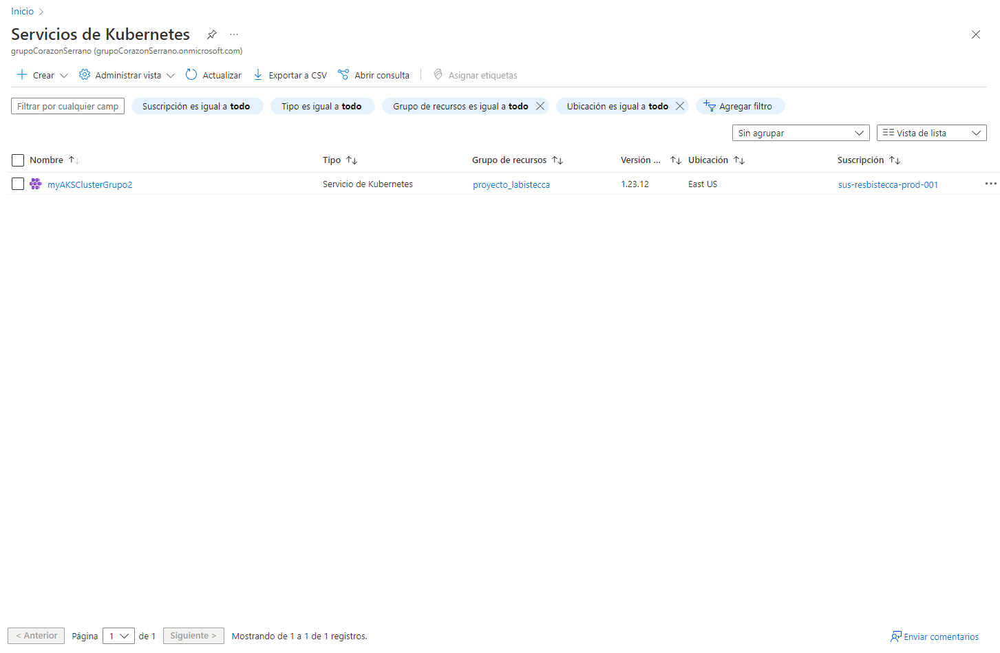 Inicio
Servicios de Kubernetes
grupoCorazonSerrano (grupoCorazonSerrano.onmicrosoft.com)
Crear Administrar vista Actualizar Exportar a CSV Abrir consulta Asignar etiquetas
Filtrar por cualquier camp Suscripción es igual a todo Tipo es igual a todo Grupo de recursos es igual a todo Ubicación es igual a todo Agregar filtro
Sin agrupar Vista de lista
Nombre Tipo Grupo de recursos Versión ... Ubicación Suscripción
myAKSClusterGrupo2 Servicio de Kubernetes proyecto_labistecca 1.23.12 East US sus-resbistecca-prod-001
< Anterior Página 1 de 1 Siguiente > Mostrando de 1 a 1 de 1 registros. Enviar comentarios